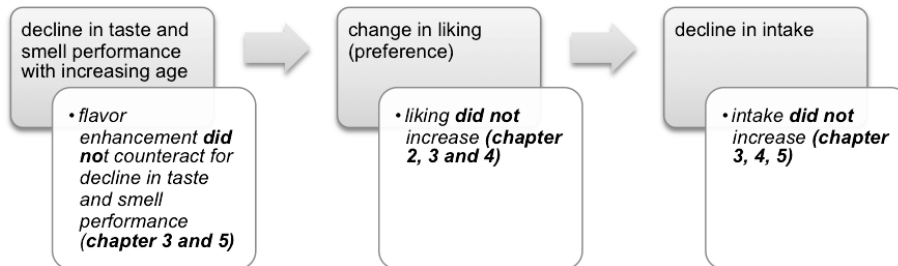 decline in taste and
smell performance
with increasing age
• flavor
enhancement did
not counteract for
decline in taste
and smell
performance
(chapter 3 and 5)
change in liking
(preference)
• liking did not
increase (chapter
2, 3 and 4)
decline in intake
• intake did not
increase (chapter
3, 4, 5)